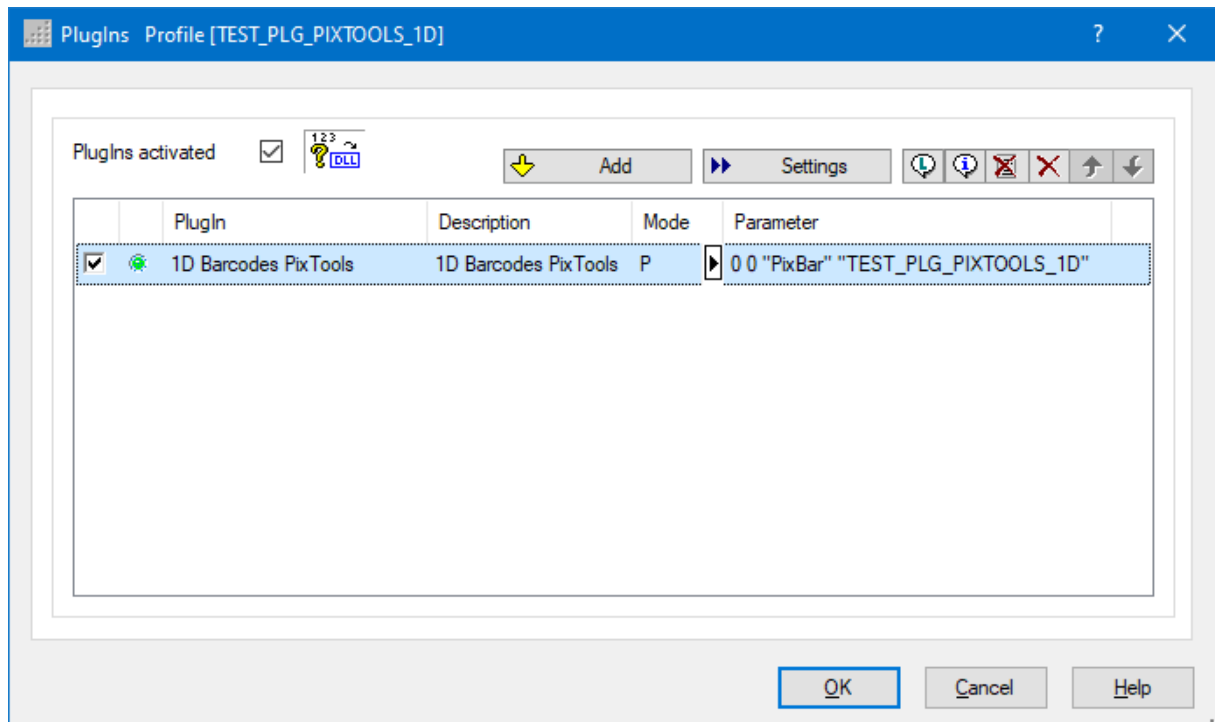 PlugIns Profile [TEST_PLG_PIXTOOLS_1D] ?
PlugIns activated 123 ? DLL Add Settings L i
PlugIn Description Mode Parameter
1D Barcodes PixTools 1D Barcodes PixTools P 0 0 "PixBar" "TEST_PLG_PIXTOOLS_1D"
OK Cancel Help